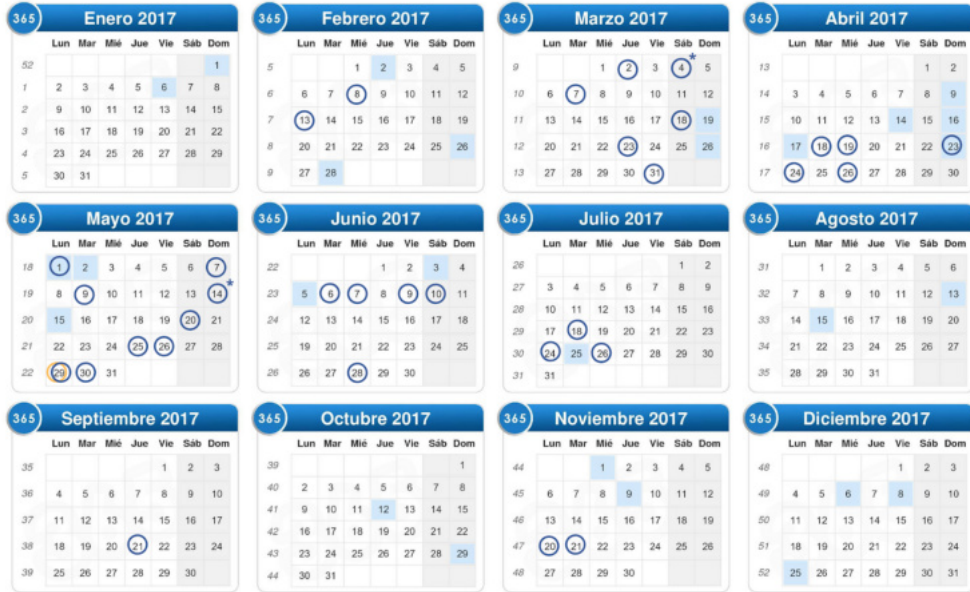 365 Enero 2017
Lun Mar Mié Jue Vie Sáb Dom
52 1
1 2 3 4 5 6 7 8
2 9 10 11 12 13 14 15
3 16 17 18 19 20 21 22
4 23 24 25 26 27 28 29
5 30 31
365 Febrero 2017
Lun Mar Mié Jue Vie Sáb Dom
5 1 2 3 4 5
6 6 7 8 9 10 11 12
7 13 14 15 16 17 18 19
8 20 21 22 23 24 25 26
9 27 28
365 Marzo 2017
Lun Mar Mié Jue Vie Sáb Dom
9 1 2 3 4* 5
10 6 7 8 9 10 11 12
11 13 14 15 16 17 18 19
12 20 21 22 23 24 25 26
13 27 28 29 30 31
365 Abril 2017
Lun Mar Mié Jue Vie Sáb Dom
13 1 2
14 3 4 5 6 7 8 9
15 10 11 12 13 14 15 16
16 17 18 19 20 21 22 23
17 24 25 26 27 28 29 30
365 Mayo 2017
Lun Mar Mié Jue Vie Sáb Dom
18 1 2 3 4 5 6 7
19 8 9 10 11 12 13 14*
20 15 16 17 18 19 20 21
21 22 23 24 25 26 27 28
22 29 30 31
365 Junio 2017
Lun Mar Mié Jue Vie Sáb Dom
22 1 2 3 4
23 5 6 7 8 9 10 11
24 12 13 14 15 16 17 18
25 19 20 21 22 23 24 25
26 26 27 28 29 30
365 Julio 2017
Lun Mar Mié Jue Vie Sáb Dom
26 1 2
27 3 4 5 6 7 8 9
28 10 11 12 13 14 15 16
29 17 18 19 20 21 22 23
30 24 25 26 27 28 29 30
31 31
365 Agosto 2017
Lun Mar Mié Jue Vie Sáb Dom
31 1 2 3 4 5 6
32 7 8 9 10 11 12 13
33 14 15 16 17 18 19 20
34 21 22 23 24 25 26 27
35 28 29 30 31
365 Septiembre 2017
Lun Mar Mié Jue Vie Sáb Dom
35 1 2 3
36 4 5 6 7 8 9 10
37 11 12 13 14 15 16 17
38 18 19 20 21 22 23 24
39 25 26 27 28 29 30
365 Octubre 2017
Lun Mar Mié Jue Vie Sáb Dom
39 1
40 2 3 4 5 6 7 8
41 9 10 11 12 13 14 15
42 16 17 18 19 20 21 22
43 23 24 25 26 27 28 29
44 30 31
365 Noviembre 2017
Lun Mar Mié Jue Vie Sáb Dom
44 1 2 3 4 5
45 6 7 8 9 10 11 12
46 13 14 15 16 17 18 19
47 20 21 22 23 24 25 26
48 27 28 29 30
365 Diciembre 2017
Lun Mar Mié Jue Vie Sáb Dom
48 1 2 3
49 4 5 6 7 8 9 10
50 11 12 13 14 15 16 17
51 18 19 20 21 22 23 24
52 25 26 27 28 29 30 31